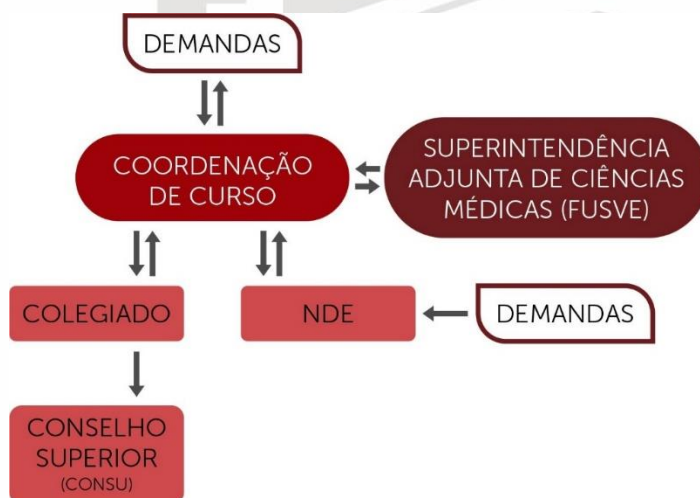 DEMANDAS
COORDENAÇÃO
DE CURSO
SUPERINTENDÊNCIA
ADJUNTA DE CIÊNCIAS
MÉDICAS (FUSVE)
COLEGIADO
NDE
DEMANDAS
CONSELHO
SUPERIOR
(CONSU)